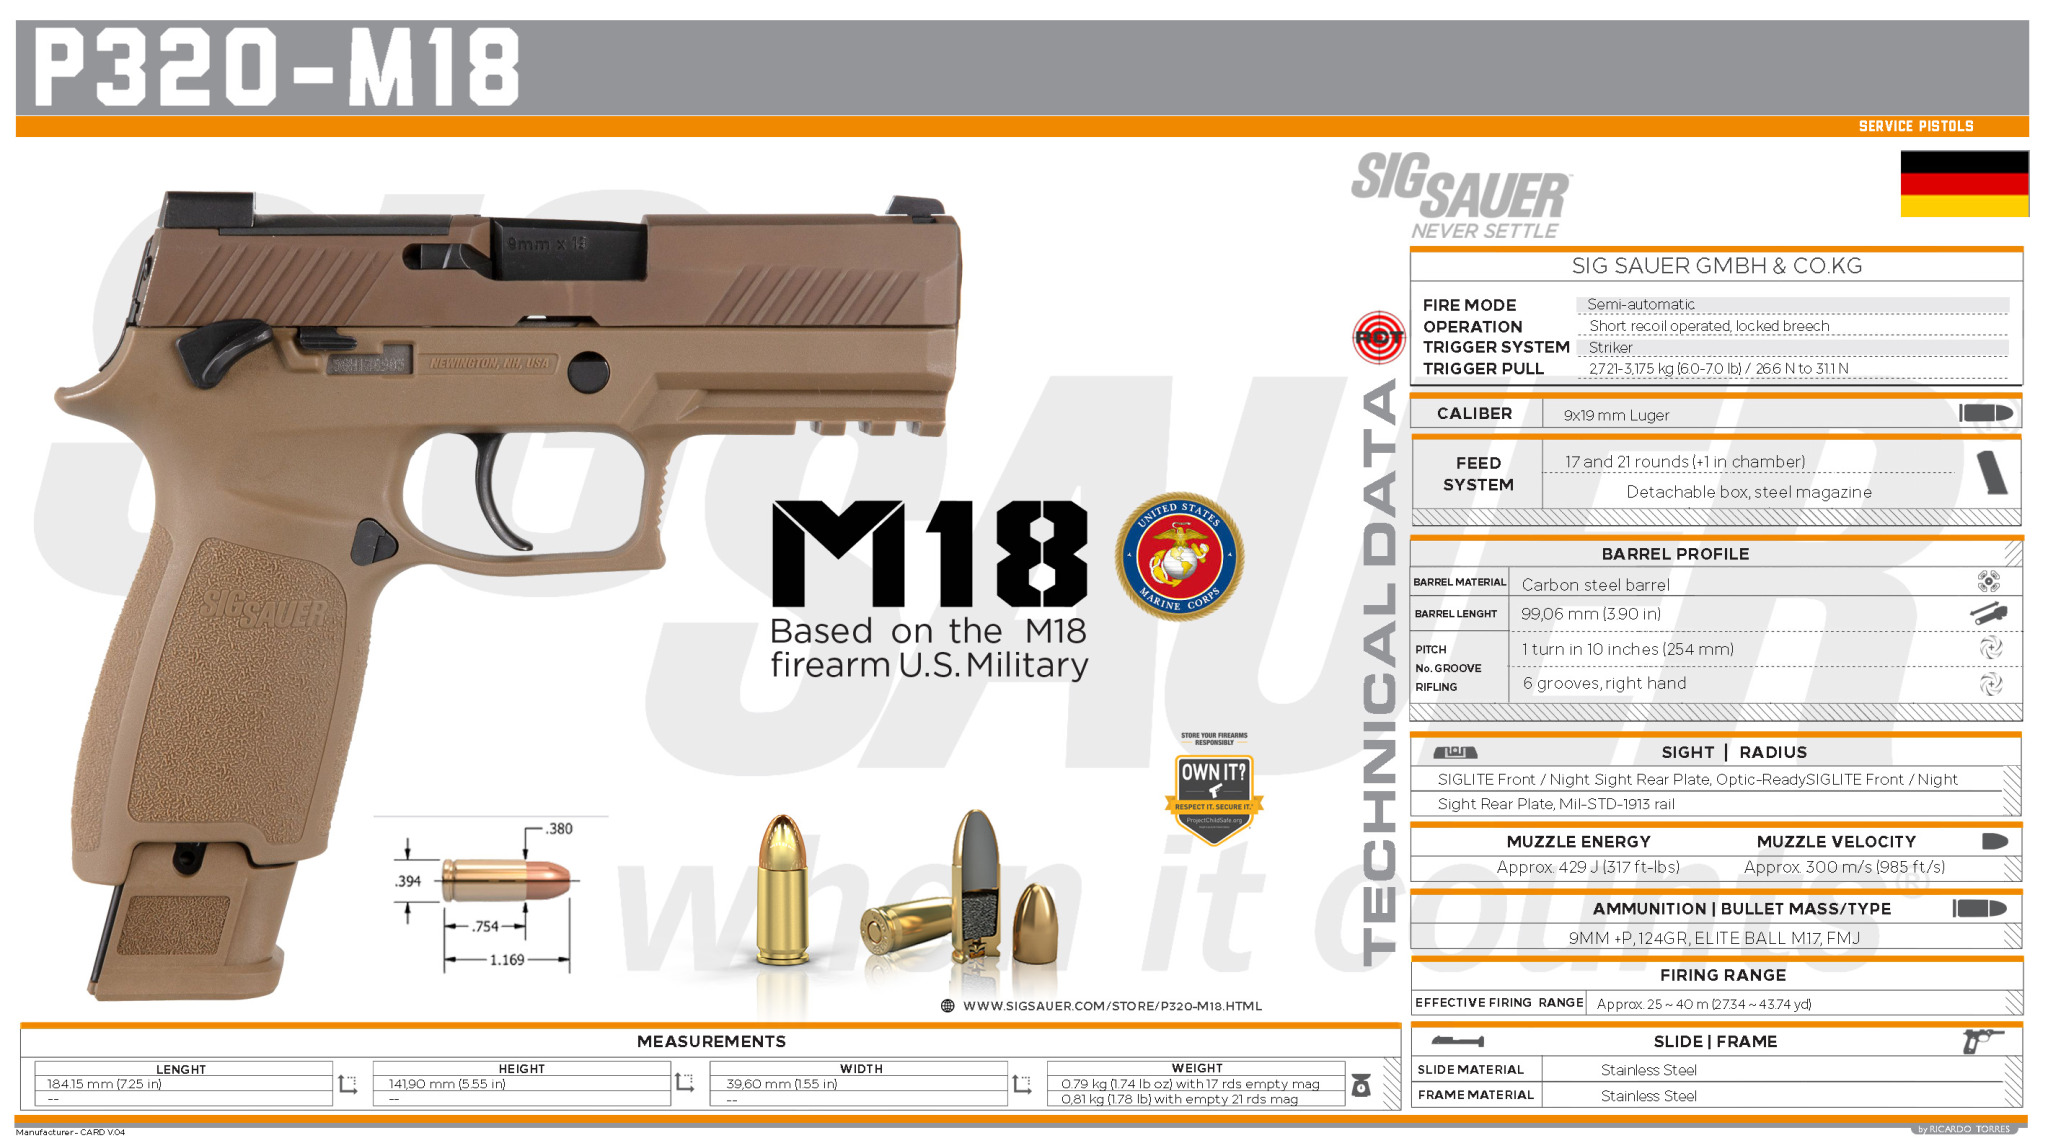 P320-M18
SERVICE PISTOLS
SIG SAUER
NEVER SETTLE
SIG SAUER GMBH & CO.KG
FIRE MODE Semi-automatic
OPERATION Short recoil operated, locked breech
TRIGGER SYSTEM Striker
TRIGGER PULL 2,721-3,175 kg (6.0-7.0 lb) / 26.6 N to 31.1 N
RDT
TECHNICAL DATA
CALIBER 9x19 mm Luger
FEED SYSTEM
17 and 21 rounds (+1 in chamber)
Detachable box, steel magazine
BARREL PROFILE
BARREL MATERIAL Carbon steel barrel
BARREL LENGHT 99,06 mm (3.90 in)
PITCH 1 turn in 10 inches (254 mm)
No. GROOVE
RIFLING 6 grooves, right hand
SIGHT | RADIUS
SIGLITE Front / Night Sight Rear Plate, Optic-ReadySIGLITE Front / Night
Sight Rear Plate, Mil-STD-1913 rail
MUZZLE ENERGY MUZZLE VELOCITY
Approx. 429 J (317 ft-lbs) Approx. 300 m/s (985 ft/s)
AMMUNITION | BULLET MASS/TYPE
9MM +P, 124GR, ELITE BALL M17, FMJ
FIRING RANGE
EFFECTIVE FIRING RANGE Approx. 25 ~ 40 m (27.34 ~ 43.74 yd)
SLIDE | FRAME
SLIDE MATERIAL Stainless Steel
FRAME MATERIAL Stainless Steel
SIG SAUER
when it counts
9mm x 19
NEWINGTON, NH, USA
SIG SAUER
M18
Based on the M18
firearm U.S. Military
UNITED STATES
MARINE CORPS
STORE YOUR FIREARMS
RESPONSIBLY
OWN IT?
RESPECT IT. SECURE IT.
ProjectChildSafe.org
.380
.394
.754
1.169
WWW.SIGSAUER.COM/STORE/P320-M18.HTML
MEASUREMENTS
LENGHT HEIGHT WIDTH WEIGHT
184.15 mm (7.25 in) 141,90 mm (5.55 in) 39,60 mm (1.55 in) 0.79 kg (1.74 lb oz) with 17 rds empty mag
-- -- -- 0,81 kg (1.78 lb) with empty 21 rds mag
Manufacturer - CARD V.04
by RICARDO TORRES